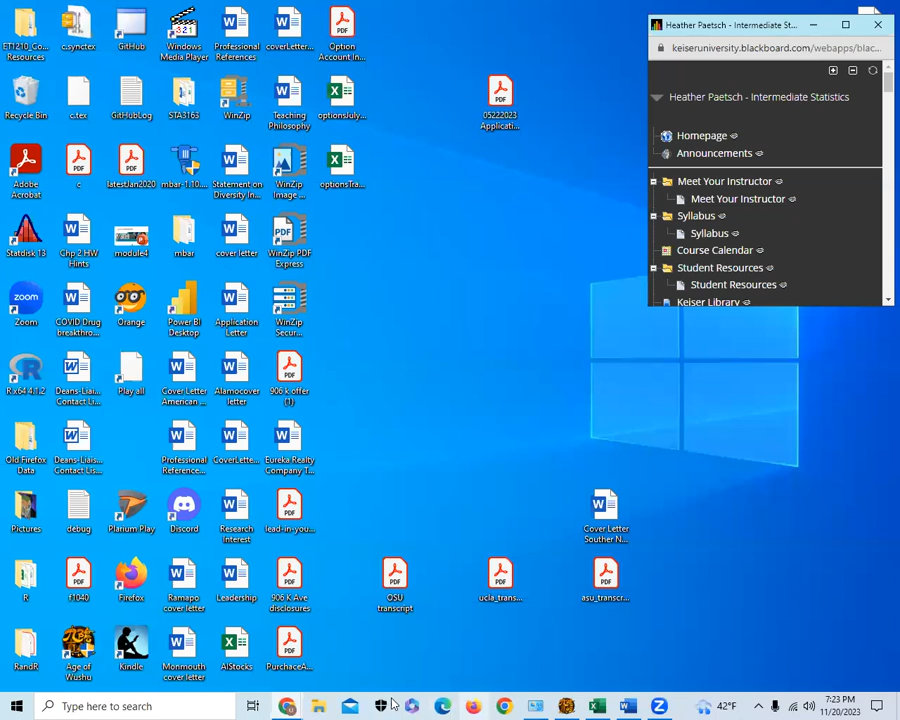 ET1210_Co...
Resources
c.synctex
GitHub
Windows
Media Player
Professional
References
coverLetter...
Option
Account In...
Recycle Bin
c.tex
GitHubLog
STA3163
WinZip
Teaching
Philosophy
optionsJuly...
05222023
Applicati...
Adobe
Acrobat
c
latestJan2020
mbar-1.10....
Statement on
Diversity In...
WinZip
Image ...
optionsTra...
Statdisk 13
Chp 2 HW
Hints
module4
mbar
cover letter
WinZip PDF
Express
Zoom
COVID Drug
breakthro...
Orange
Power BI
Desktop
Application
Letter
WinZip
Secur...
R x64 4.1.2
Deans-Liais...
Contact Li...
Play all
Cover Letter
American ...
Alamocover
letter
906 k offer
(1)
Old Firefox
Data
Deans-Liai...
Contact Lis...
Professional
Reference...
CoverLette...
Eureka Realty
Company T...
Pictures
debug
Plarium Play
Discord
Research
Interest
lead-in-you...
Cover Letter
Souther N...
R
f1040
Firefox
Ramapo
cover letter
Leadership
906 K Ave
disclosures
OSU
transcript
ucla_trans...
asu_transcr...
RandR
Age of
Wushu
Kindle
Monmouth
cover letter
AIStocks
PurchaceA...
Heather Paetsch - Intermediate St...
keiseruniversity.blackboard.com/webapps/blac...
Heather Paetsch - Intermediate Statistics
Homepage
Announcements
Meet Your Instructor
Meet Your Instructor
Syllabus
Syllabus
Course Calendar
Student Resources
Student Resources
Keiser Library
Type here to search
42°F
7:23 PM
11/20/2023